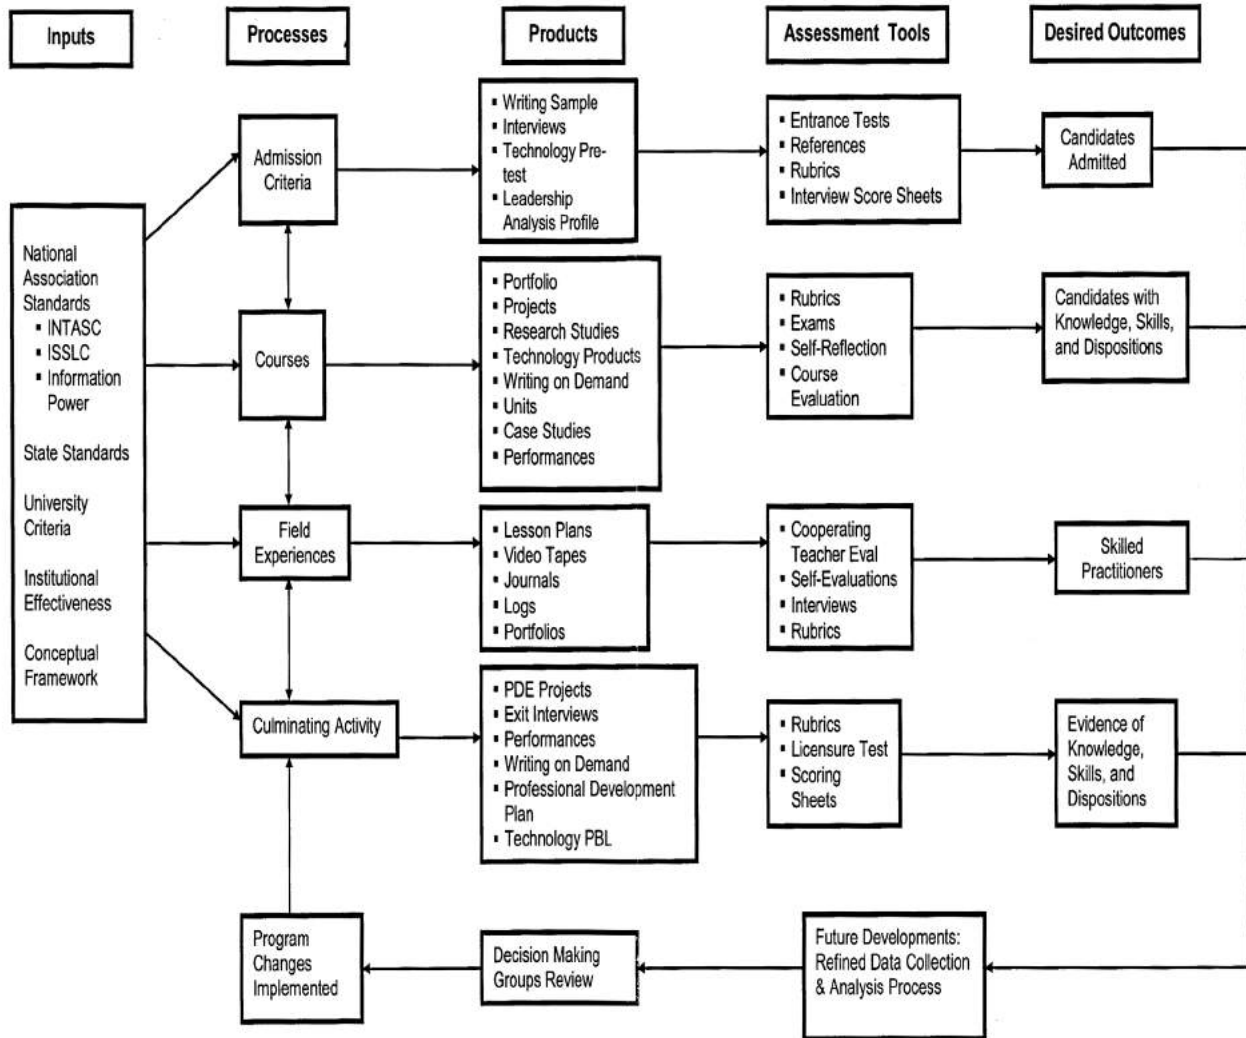 Inputs
Processes
Products
Assessment Tools
Desired Outcomes
National
Association
Standards
▪ INTASC
▪ ISSLC
▪ Information
Power
State Standards
University
Criteria
Institutional
Effectiveness
Conceptual
Framework
Admission
Criteria
▪ Writing Sample
▪ Interviews
▪ Technology Pre-
test
▪ Leadership
Analysis Profile
▪ Entrance Tests
▪ References
▪ Rubrics
▪ Interview Score Sheets
Candidates
Admitted
Courses
▪ Portfolio
▪ Projects
▪ Research Studies
▪ Technology Products
▪ Writing on Demand
▪ Units
▪ Case Studies
▪ Performances
▪ Rubrics
▪ Exams
▪ Self-Reflection
▪ Course
Evaluation
Candidates with
Knowledge, Skills,
and Dispositions
Field
Experiences
▪ Lesson Plans
▪ Video Tapes
▪ Journals
▪ Logs
▪ Portfolios
▪ Cooperating
Teacher Eval
▪ Self-Evaluations
▪ Interviews
▪ Rubrics
Skilled
Practitioners
Culminating Activity
▪ PDE Projects
▪ Exit Interviews
▪ Performances
▪ Writing on Demand
▪ Professional Development
Plan
▪ Technology PBL
▪ Rubrics
▪ Licensure Test
▪ Scoring
Sheets
Evidence of
Knowledge,
Skills, and
Dispositions
Program
Changes
Implemented
Decision Making
Groups Review
Future Developments:
Refined Data Collection
& Analysis Process